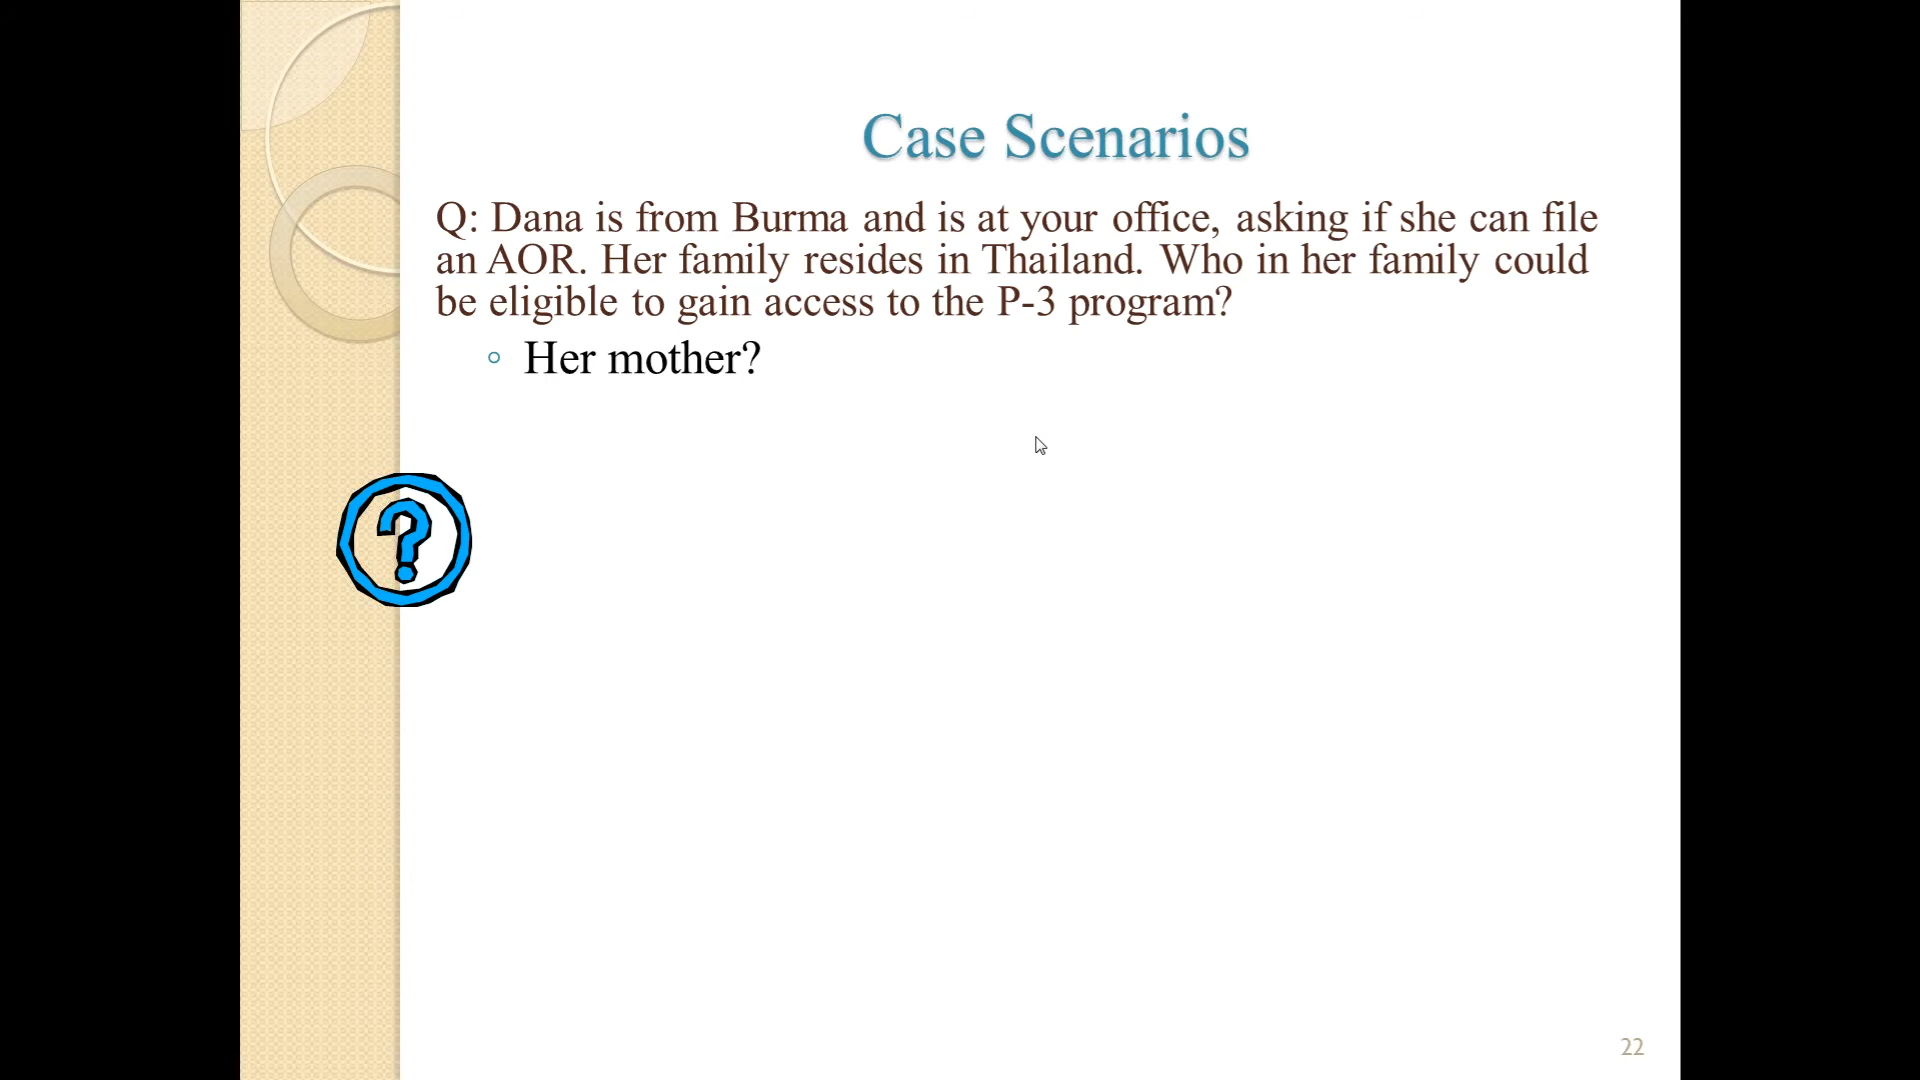 Case Scenarios
Q: Dana is from Burma and is at your office, asking if she can file
an AOR. Her family resides in Thailand. Who in her family could
be eligible to gain access to the P-3 program?
◦ Her mother?
?
22